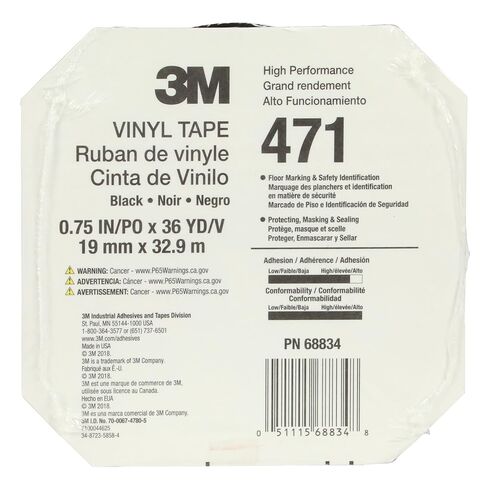 3M
VINYL TAPE
Ruban de vinyle
Cinta de Vinilo
Black • Noir • Negro
0.75 IN/PO x 36 YD/V
19 mm x 32.9 m
WARNING: Cancer - www.P65Warnings.ca.gov
ADVERTENCIA: Cáncer - www.P65Warnings.ca.gov
AVERTISSEMENT: Cancer - www.P65Warnings.ca.gov
3M Industrial Adhesives and Tapes Division
St. Paul, MN 55144-1000 USA
1-800-364-3577 or (651) 737-6501
www.3M.com/adhesives
Made in USA
© 3M 2018.
3M is a trademark of 3M Company.
Fabriqué aux É.-U.
© 3M 2018.
3M est une marque de commerce de 3M,
utilisée sous licence au Canada.
Hecho en EUA
© 3M 2018.
3M es una marca comercial de 3M Company.
3M I.D. No. 70-0067-4780-5
7100044625
34-8723-5858-4
High Performance
Grand rendement
Alto Funcionamiento
471
• Floor Marking & Safety Identification
Marquage des planchers et identification
en matière de sécurité
Marcado de Piso e Identificación de Seguridad
• Protecting, Masking & Sealing
Protège, masque et scelle
Proteger, Enmascarar y Sellar
Adhesion / Adhérence / Adhesión
Low/Faible/Baja High/élevée/Alto
Conformability / Conformabilité
Conformabilidad
Low/Faible/Baja High/élevée/Alto
PN 68834
0 51115 68834 8